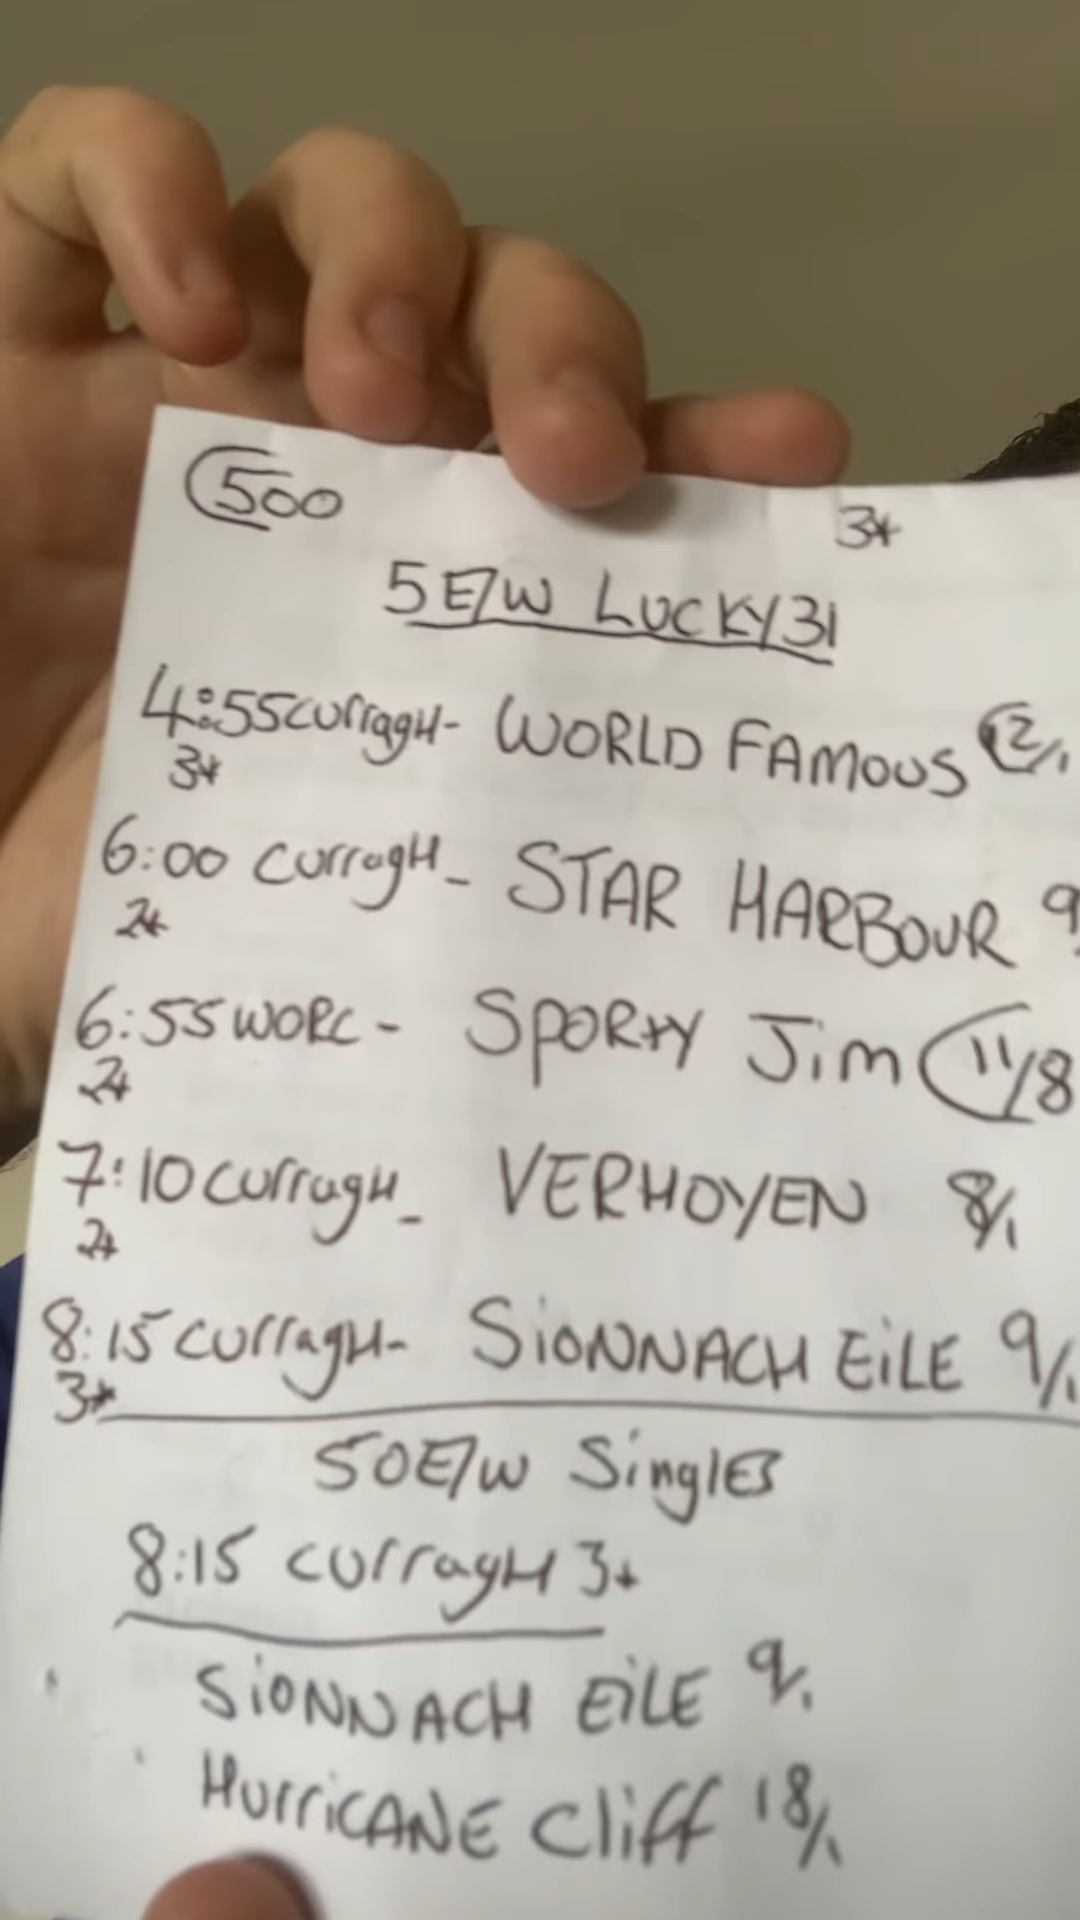 500
3*
5 E/W LUCKY 31
4:55 CurragH - WORLD FAMOUS 12/1
3*
6:00 CurragH - STAR HARBOUR 9
2*
6:55 WORC - SPORTY Jim 11/8
2*
7:10 CurragH - VERHOYEN 8/1
2*
8:15 CurragH - SiONNACH EiLE 9/1
3*
50 E/W SinglES
8:15 CurragH 3*
SiONNACH EiLE 9/1
HurriCANE Cliff 18/1